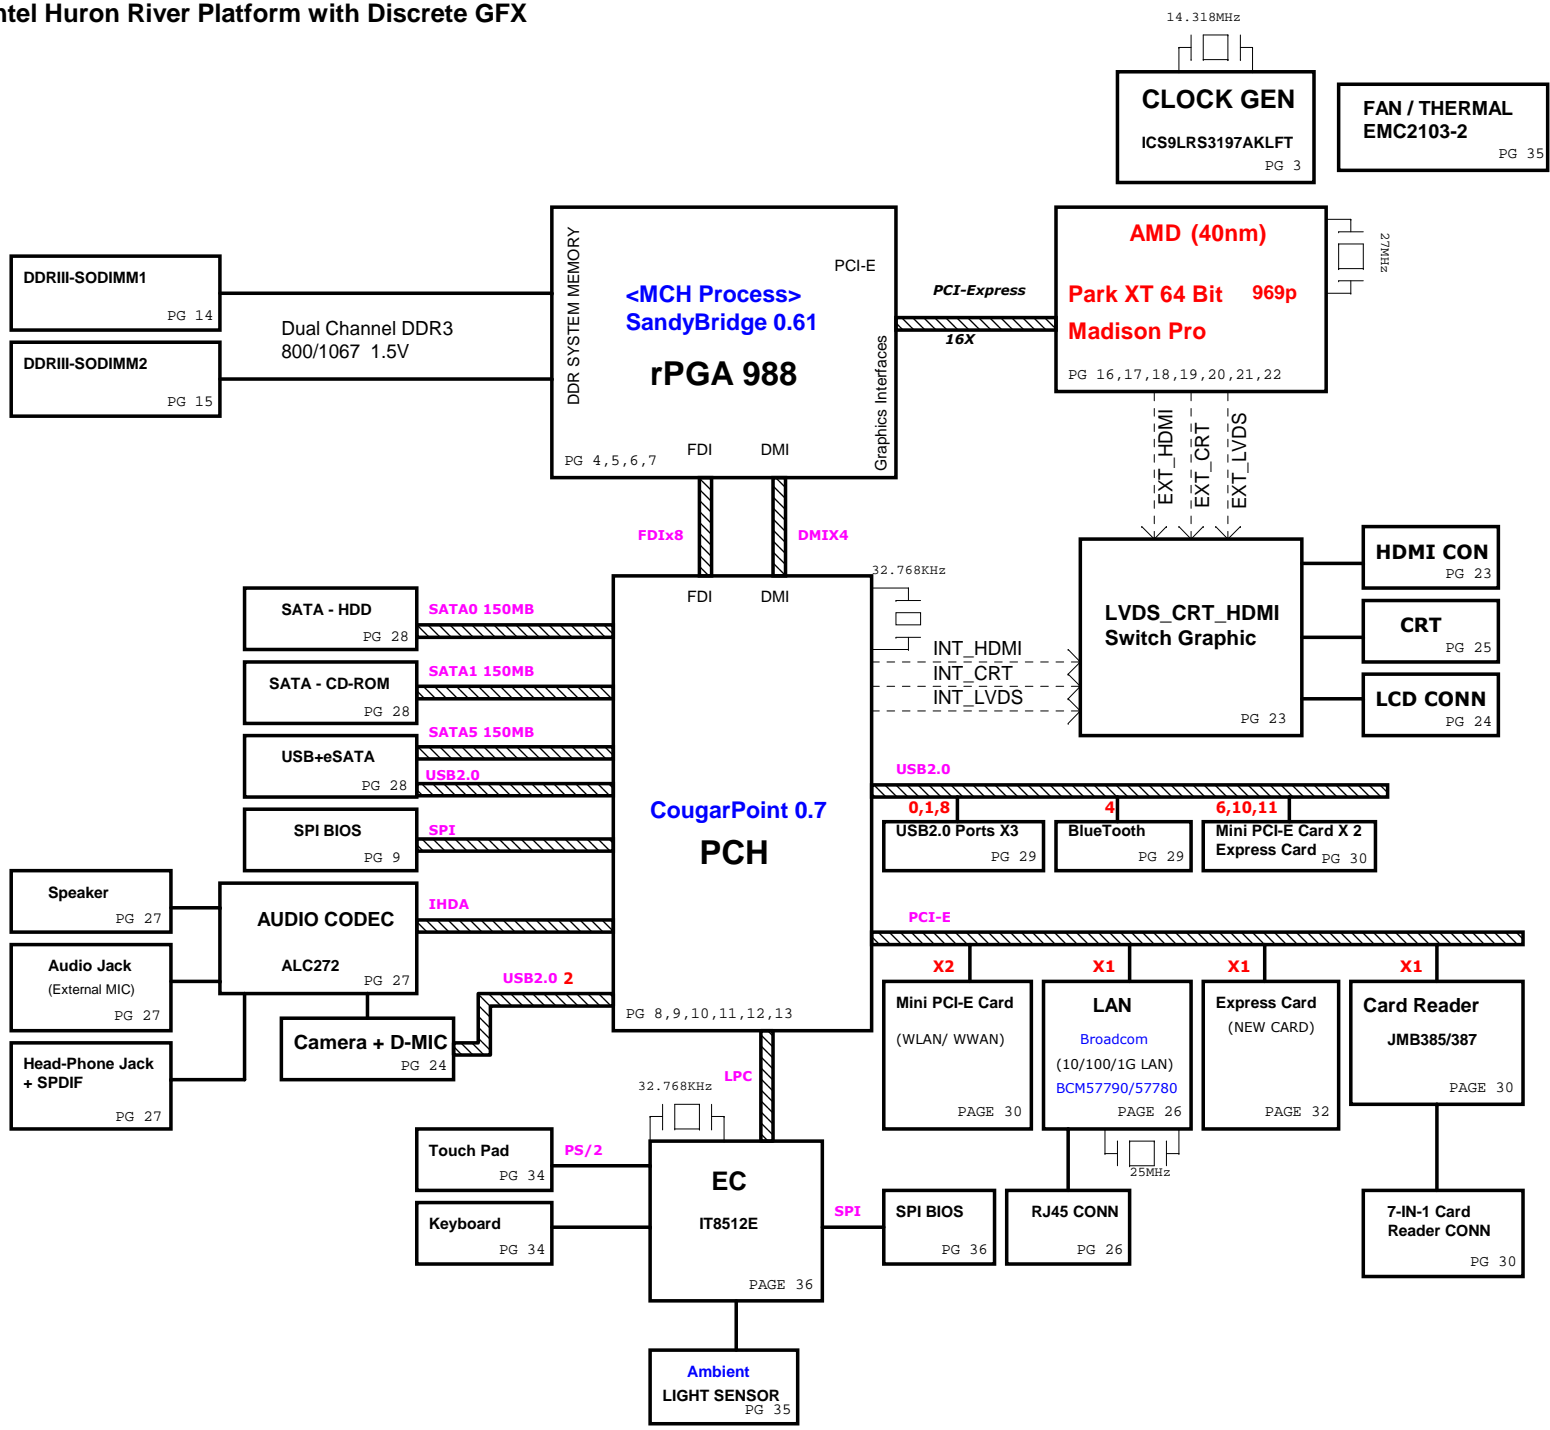 ntel Huron River Platform with Discrete GFX
14.318MHz
CLOCK GEN
ICS9LRS3197AKLFT
PG 3
FAN / THERMAL
EMC2103-2
PG 35
DDRIII-SODIMM1
PG 14
DDRIII-SODIMM2
PG 15
Dual Channel DDR3
800/1067 1.5V
DDR SYSTEM MEMORY
PCI-E
<MCH Process>
SandyBridge 0.61
rPGA 988
Graphics Interfaces
FDI
DMI
PG 4,5,6,7
PCI-Express
16X
AMD (40nm)
Park XT 64 Bit
969p
Madison Pro
PG 16,17,18,19,20,21,22
27MHz
EXT_HDMI
EXT_CRT
EXT_LVDS
FDIx8
DMIX4
FDI
DMI
32.768KHz
INT_HDMI
INT_CRT
INT_LVDS
LVDS_CRT_HDMI
Switch Graphic
PG 23
HDMI CON
PG 23
CRT
PG 25
LCD CONN
PG 24
SATA - HDD
PG 28
SATA0 150MB
SATA - CD-ROM
PG 28
SATA1 150MB
USB+eSATA
PG 28
SATA5 150MB
USB2.0
SPI BIOS
PG 9
SPI
CougarPoint 0.7
PCH
PG 8,9,10,11,12,13
USB2.0
0,1,8
USB2.0 Ports X3
PG 29
4
BlueTooth
PG 29
6,10,11
Mini PCI-E Card X 2
Express Card
PG 30
Speaker
PG 27
Audio Jack
(External MIC)
PG 27
Head-Phone Jack
+ SPDIF
PG 27
AUDIO CODEC
ALC272
PG 27
IHDA
USB2.0 2
Camera + D-MIC
PG 24
PCI-E
X2
Mini PCI-E Card
(WLAN/ WWAN)
PAGE 30
X1
LAN
Broadcom
(10/100/1G LAN)
BCM57790/57780
PAGE 26
25MHz
X1
Express Card
(NEW CARD)
PAGE 32
X1
Card Reader
JMB385/387
PAGE 30
LPC
32.768KHz
Touch Pad
PG 34
PS/2
Keyboard
PG 34
EC
IT8512E
PAGE 36
SPI
SPI BIOS
PG 36
RJ45 CONN
PG 26
7-IN-1 Card
Reader CONN
PG 30
Ambient
LIGHT SENSOR
PG 35